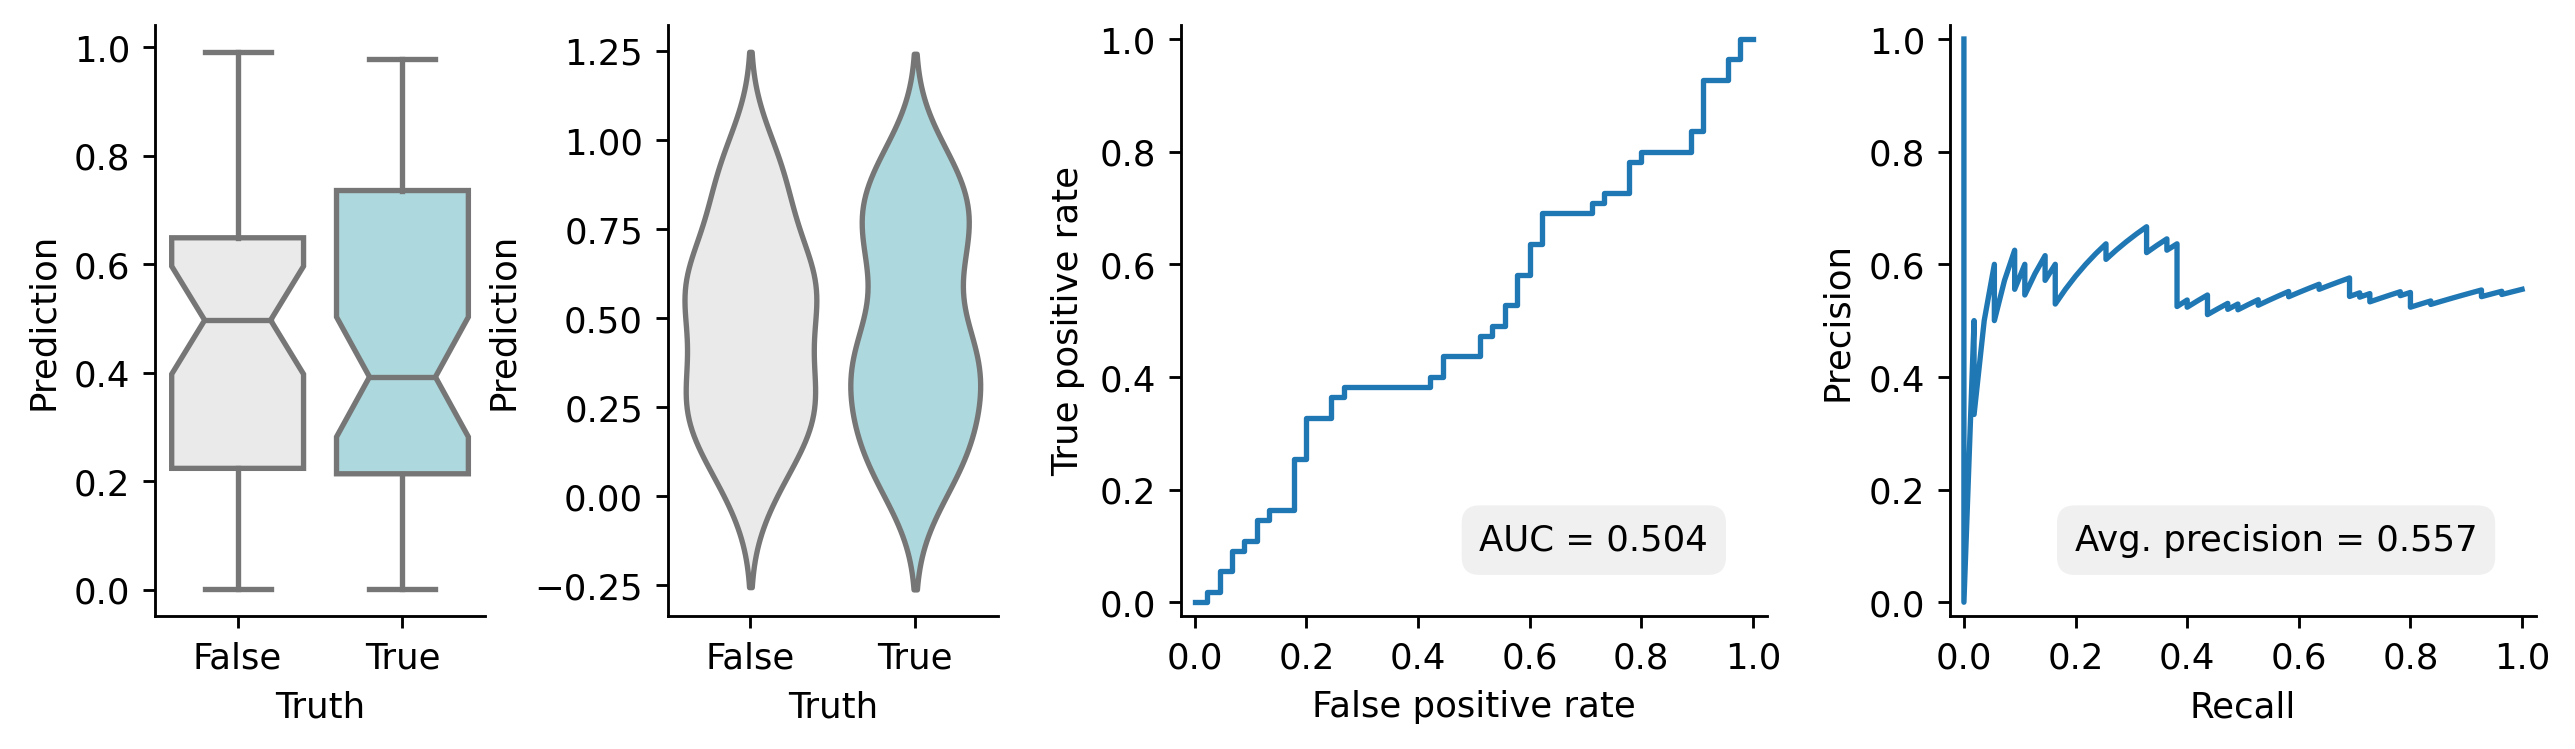 Prediction
1.0
0.8
0.6
0.4
0.2
0.0
False
True
Truth
Prediction
1.25
1.00
0.75
0.50
0.25
0.00
−0.25
False
True
Truth
True positive rate
1.0
0.8
0.6
0.4
0.2
0.0
AUC = 0.504
0.0
0.2
0.4
0.6
0.8
1.0
False positive rate
Precision
1.0
0.8
0.6
0.4
0.2
0.0
Avg. precision = 0.557
0.0
0.2
0.4
0.6
0.8
1.0
Recall